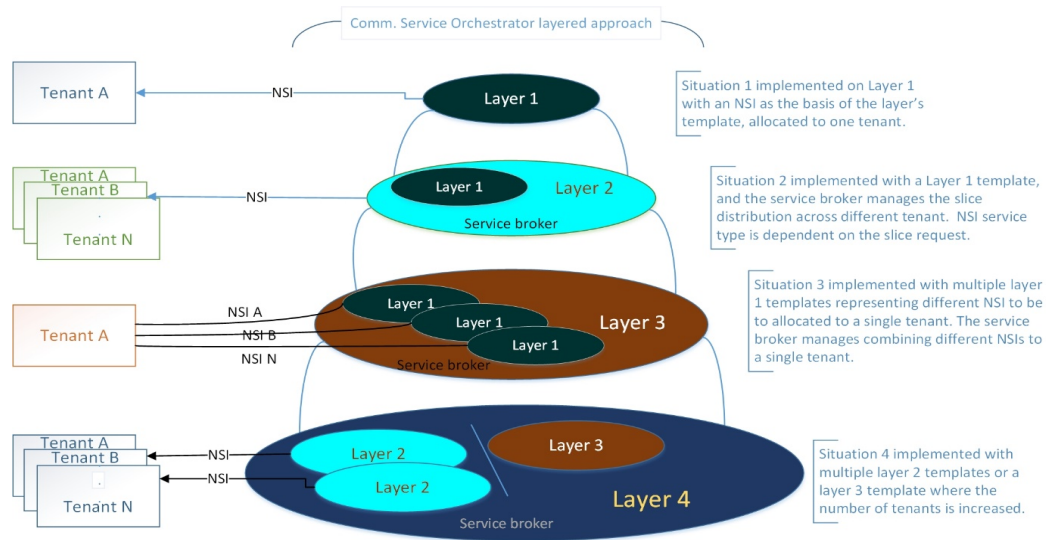 Comm. Service Orchestrator layered approach
Tenant A
NSI
Layer 1
Situation 1 implemented on Layer 1
with an NSI as the basis of the layer's
template, allocated to one tenant.
Tenant A
Tenant B
.
Tenant N
NSI
Layer 1
Layer 2
Service broker
Situation 2 implemented with a Layer 1 template,
and the service broker manages the slice
distribution across different tenant. NSI service
type is dependent on the slice request.
Tenant A
NSI A
NSI B
NSI N
Layer 1
Layer 1
Layer 1
Layer 3
Service broker
Situation 3 implemented with multiple layer
1 templates representing different NSI to be
to allocated to a single tenant. The service
broker manages combining different NSIs to
a single tenant.
Tenant A
Tenant B
.
Tenant N
NSI
NSI
Layer 2
Layer 2
Layer 3
Layer 4
Service broker
Situation 4 implemented with
multiple layer 2 templates or a
layer 3 template where the
number of tenants is increased.